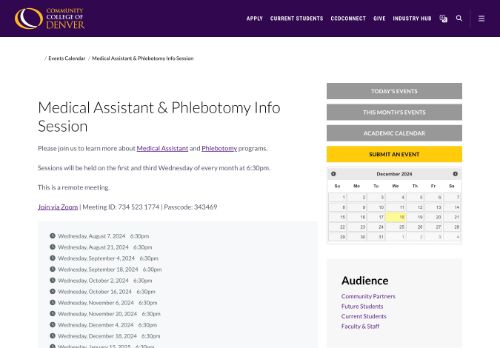 COMMUNITY
COLLEGE OF
DENVER
APPLY CURRENT STUDENTS CCDCONNECT GIVE INDUSTRY HUB
/ Events Calendar / Medical Assistant & Phlebotomy Info Session
Medical Assistant & Phlebotomy Info
Session
Please join us to learn more about Medical Assistant and Phlebotomy programs.
Sessions will be held on the first and third Wednesday of every month at 6:30pm.
This is a remote meeting.
Join via Zoom | Meeting ID: 734 523 1774 | Passcode: 343469
Wednesday, August 7, 2024 6:30pm
Wednesday, August 21, 2024 6:30pm
Wednesday, September 4, 2024 6:30pm
Wednesday, September 18, 2024 6:30pm
Wednesday, October 2, 2024 6:30pm
Wednesday, October 16, 2024 6:30pm
Wednesday, November 6, 2024 6:30pm
Wednesday, November 20, 2024 6:30pm
Wednesday, December 4, 2024 6:30pm
Wednesday, December 18, 2024 6:30pm
Wednesday, January 15, 2025 6:30pm
TODAY'S EVENTS
THIS MONTH'S EVENTS
ACADEMIC CALENDAR
SUBMIT AN EVENT
December 2024
Su Mo Tu We Th Fr Sa
1 2 3 4 5 6 7
8 9 10 11 12 13 14
15 16 17 18 19 20 21
22 23 24 25 26 27 28
29 30 31 1 2 3 4
Audience
Community Partners
Future Students
Current Students
Faculty & Staff